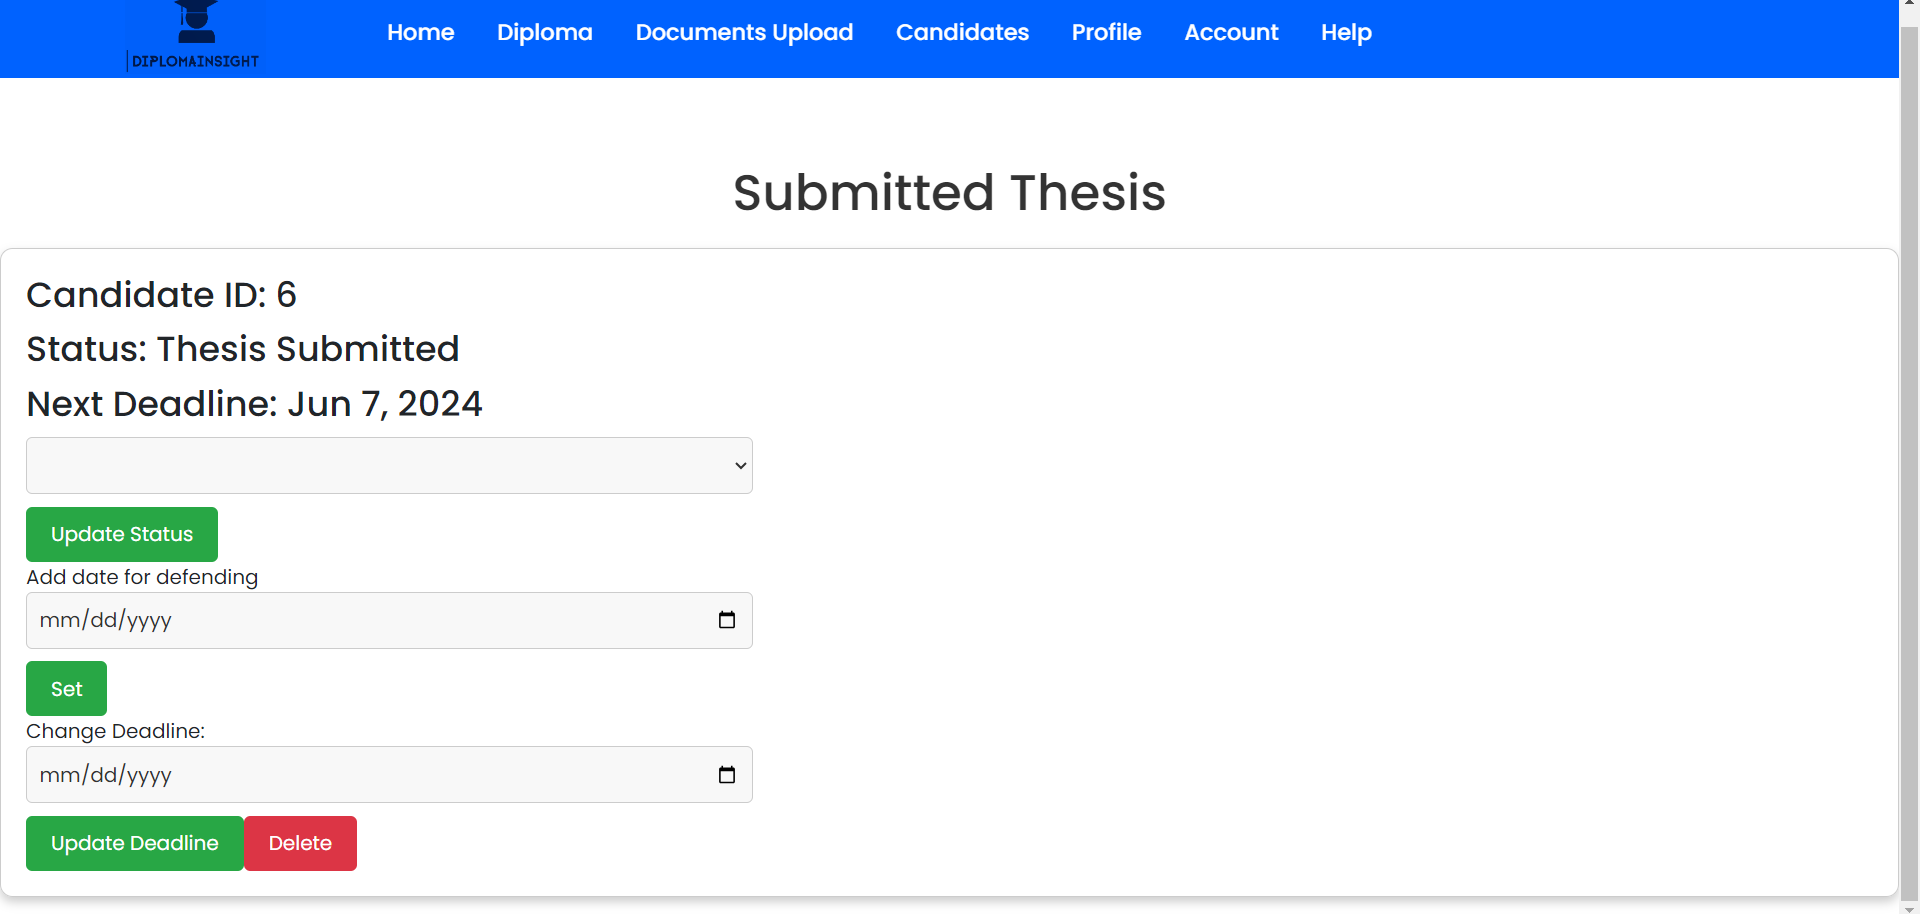 DIPLOMAINSIGHT
Home Diploma Documents Upload Candidates Profile Account Help
Submitted Thesis
Candidate ID: 6
Status: Thesis Submitted
Next Deadline: Jun 7, 2024
Update Status
Add date for defending
mm/dd/yyyy
Set
Change Deadline:
mm/dd/yyyy
Update Deadline Delete